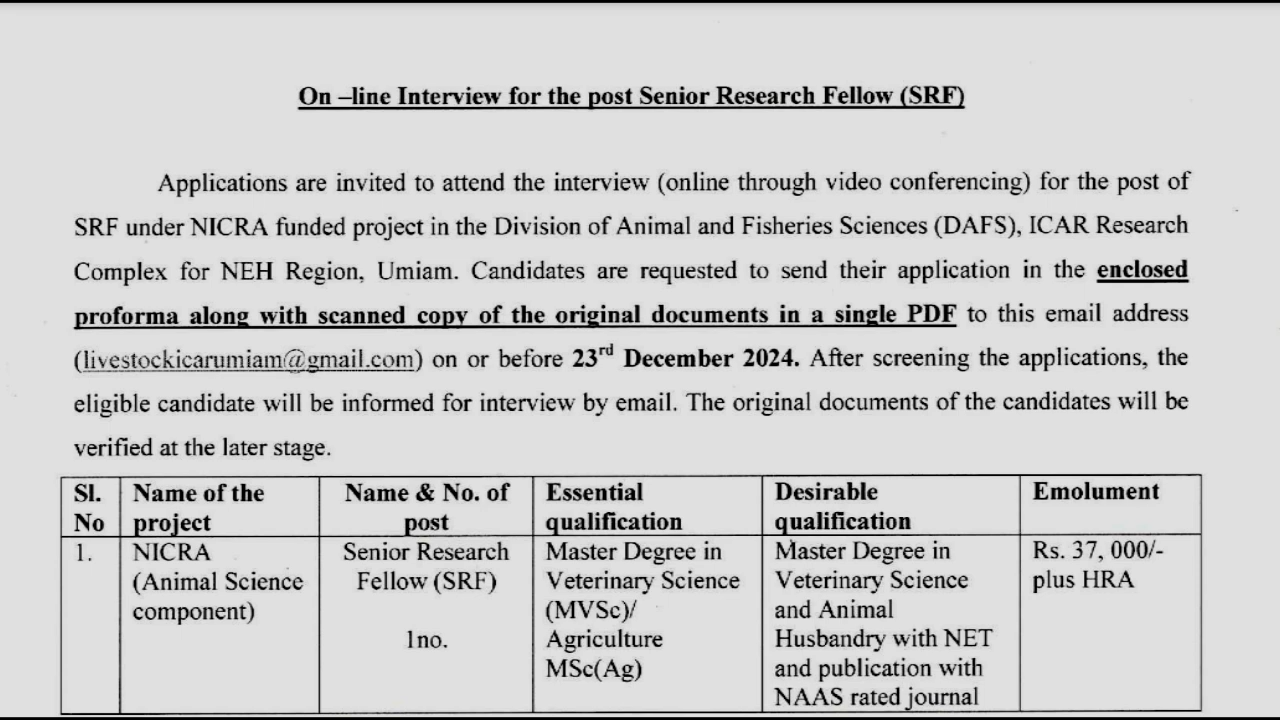 On –line Interview for the post Senior Research Fellow (SRF)
Applications are invited to attend the interview (online through video conferencing) for the post of
SRF under NICRA funded project in the Division of Animal and Fisheries Sciences (DAFS), ICAR Research
Complex for NEH Region, Umiam. Candidates are requested to send their application in the enclosed
proforma along with scanned copy of the original documents in a single PDF to this email address
(livestockicarumiam@gmail.com) on or before 23rd December 2024. After screening the applications, the
eligible candidate will be informed for interview by email. The original documents of the candidates will be
verified at the later stage.
Sl. No
Name of the project
Name & No. of post
Essential qualification
Desirable qualification
Emolument
1.
NICRA
(Animal Science
component)
Senior Research
Fellow (SRF)
1no.
Master Degree in
Veterinary Science
(MVSc)/
Agriculture
MSc(Ag)
Master Degree in
Veterinary Science
and Animal
Husbandry with NET
and publication with
NAAS rated journal
Rs. 37, 000/-
plus HRA